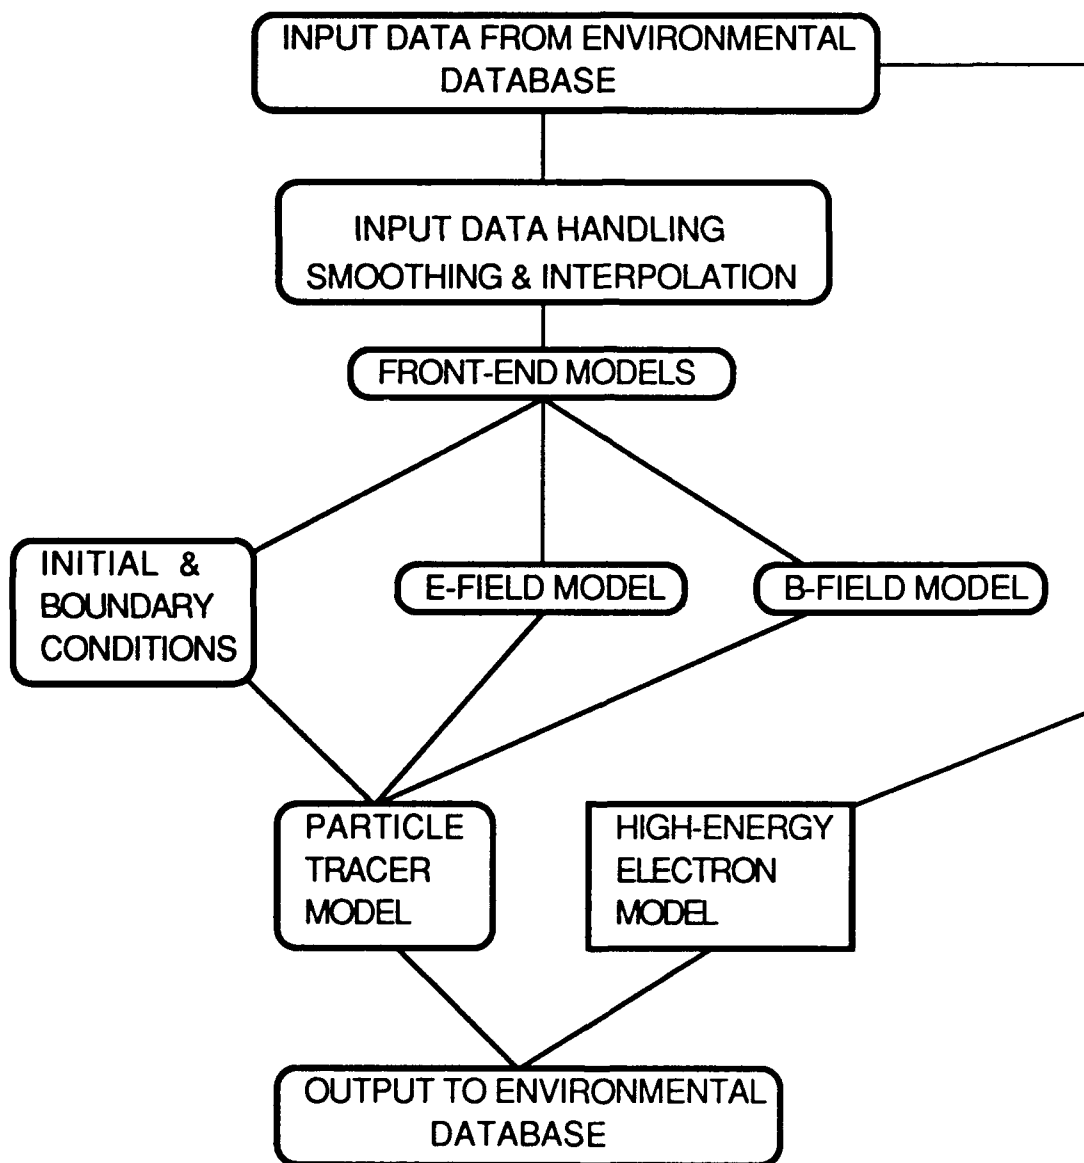 INPUT DATA FROM ENVIRONMENTAL
DATABASE
INPUT DATA HANDLING
SMOOTHING & INTERPOLATION
FRONT-END MODELS
INITIAL &
BOUNDARY
CONDITIONS
E-FIELD MODEL
B-FIELD MODEL
PARTICLE
TRACER
MODEL
HIGH-ENERGY
ELECTRON
MODEL
OUTPUT TO ENVIRONMENTAL
DATABASE